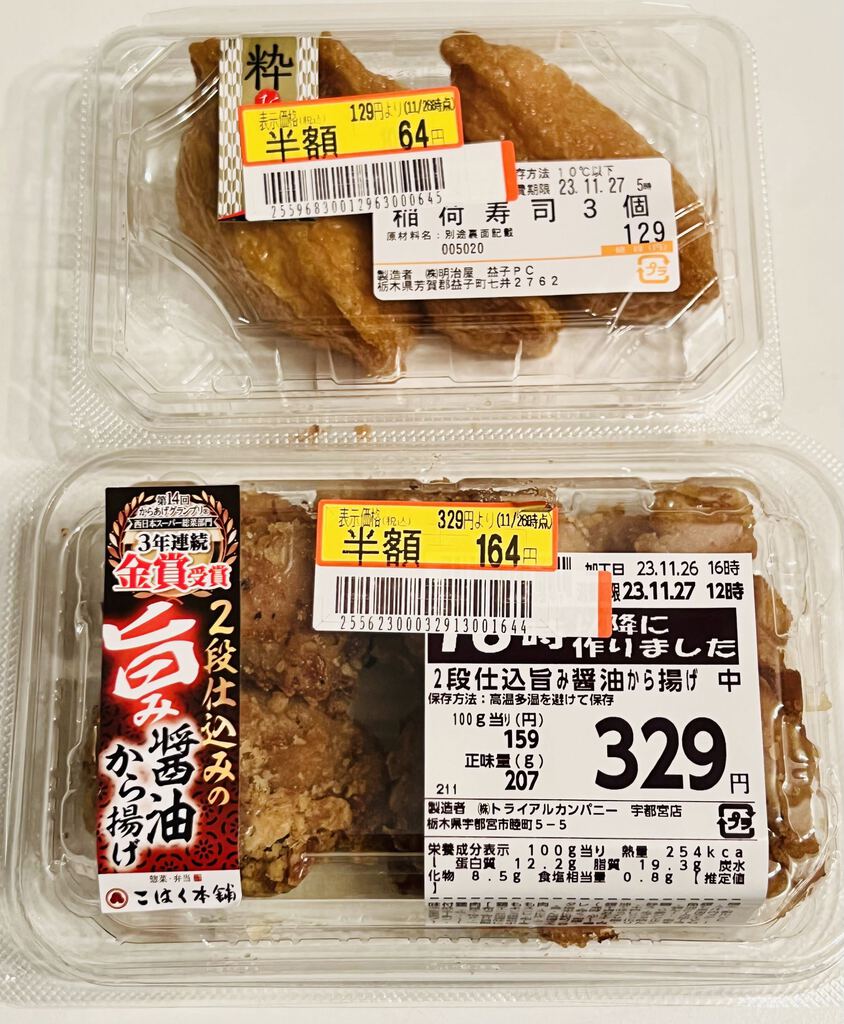 粋
表示価格(税込) 129円より(11/26時点)
半額 64円
255968300012963000645
存方法 10℃以下
費期限 23.11.27 5時
稲荷寿司3個
原材料名:別途裏面記載
129
005020
プラ
製造者 ㈱明治屋 益子PC
栃木県芳賀郡益子町七井2762
第14回
からあげグランプリ
西日本スーパー総菜部門
3年連続
金賞受賞
2段仕込みの
旨み
醤油
から揚げ
惣菜・弁当
こはく本舗
表示価格(税込) 329円より(11/26時点)
半額 164円
25562300032913001644
加工日 23.11.26 16時
限 23.11.27 12時
降に
作りました
2段仕込旨み醤油から揚げ 中
保存方法:高温多湿を避けて保存
100g当り(円)
159
正味量(g)
207
329円
211
製造者 ㈱トライアルカンパニー 宇都宮店
栃木県宇都宮市陸町5-5
プラ
栄養成分表示 100g当り 熱量 254kca
l 蛋白質 12.2g 脂質 19.3g 炭水
化物 8.5g 食塩相当量 0.8g 【推定値
】